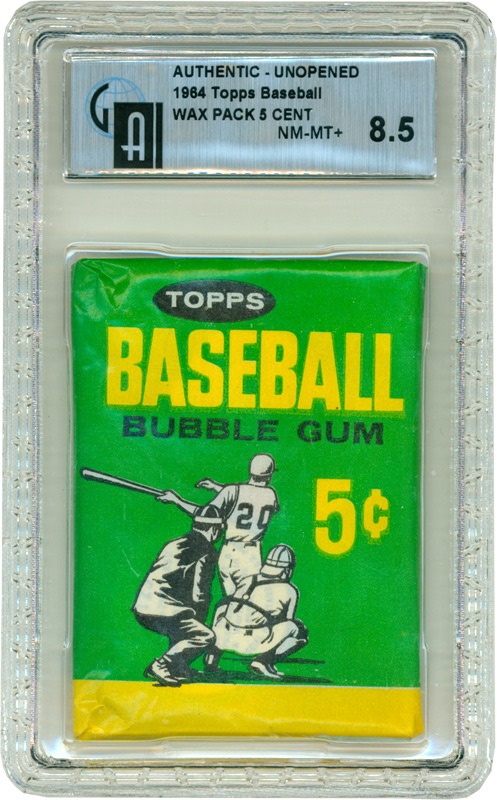 AUTHENTIC - UNOPENED
1964 Topps Baseball
WAX PACK 5 CENT
NM-MT+ 8.5
GA
TOPPS
BASEBALL
BUBBLE GUM
5¢
20